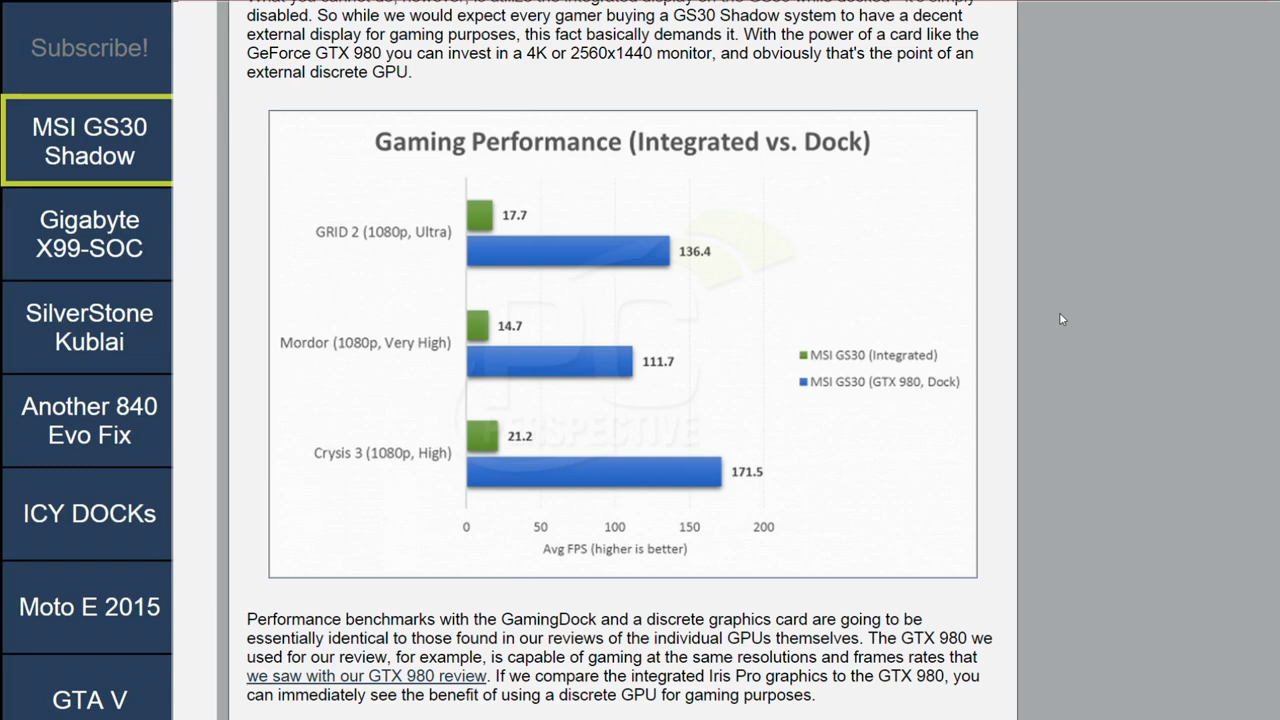 Subscribe!
MSI GS30
Shadow
Gigabyte
X99-SOC
SilverStone
Kublai
Another 840
Evo Fix
ICY DOCKs
Moto E 2015
GTA V
disabled. So while we would expect every gamer buying a GS30 Shadow system to have a decent
external display for gaming purposes, this fact basically demands it. With the power of a card like the
GeForce GTX 980 you can invest in a 4K or 2560x1440 monitor, and obviously that's the point of an
external discrete GPU.
Gaming Performance (Integrated vs. Dock)
GRID 2 (1080p, Ultra)
17.7
136.4
Mordor (1080p, Very High)
14.7
111.7
Crysis 3 (1080p, High)
21.2
171.5
MSI GS30 (Integrated)
MSI GS30 (GTX 980, Dock)
PC
PERSPECTIVE
0 50 100 150 200
Avg FPS (higher is better)
Performance benchmarks with the GamingDock and a discrete graphics card are going to be
essentially identical to those found in our reviews of the individual GPUs themselves. The GTX 980 we
used for our review, for example, is capable of gaming at the same resolutions and frames rates that
we saw with our GTX 980 review. If we compare the integrated Iris Pro graphics to the GTX 980, you
can immediately see the benefit of using a discrete GPU for gaming purposes.